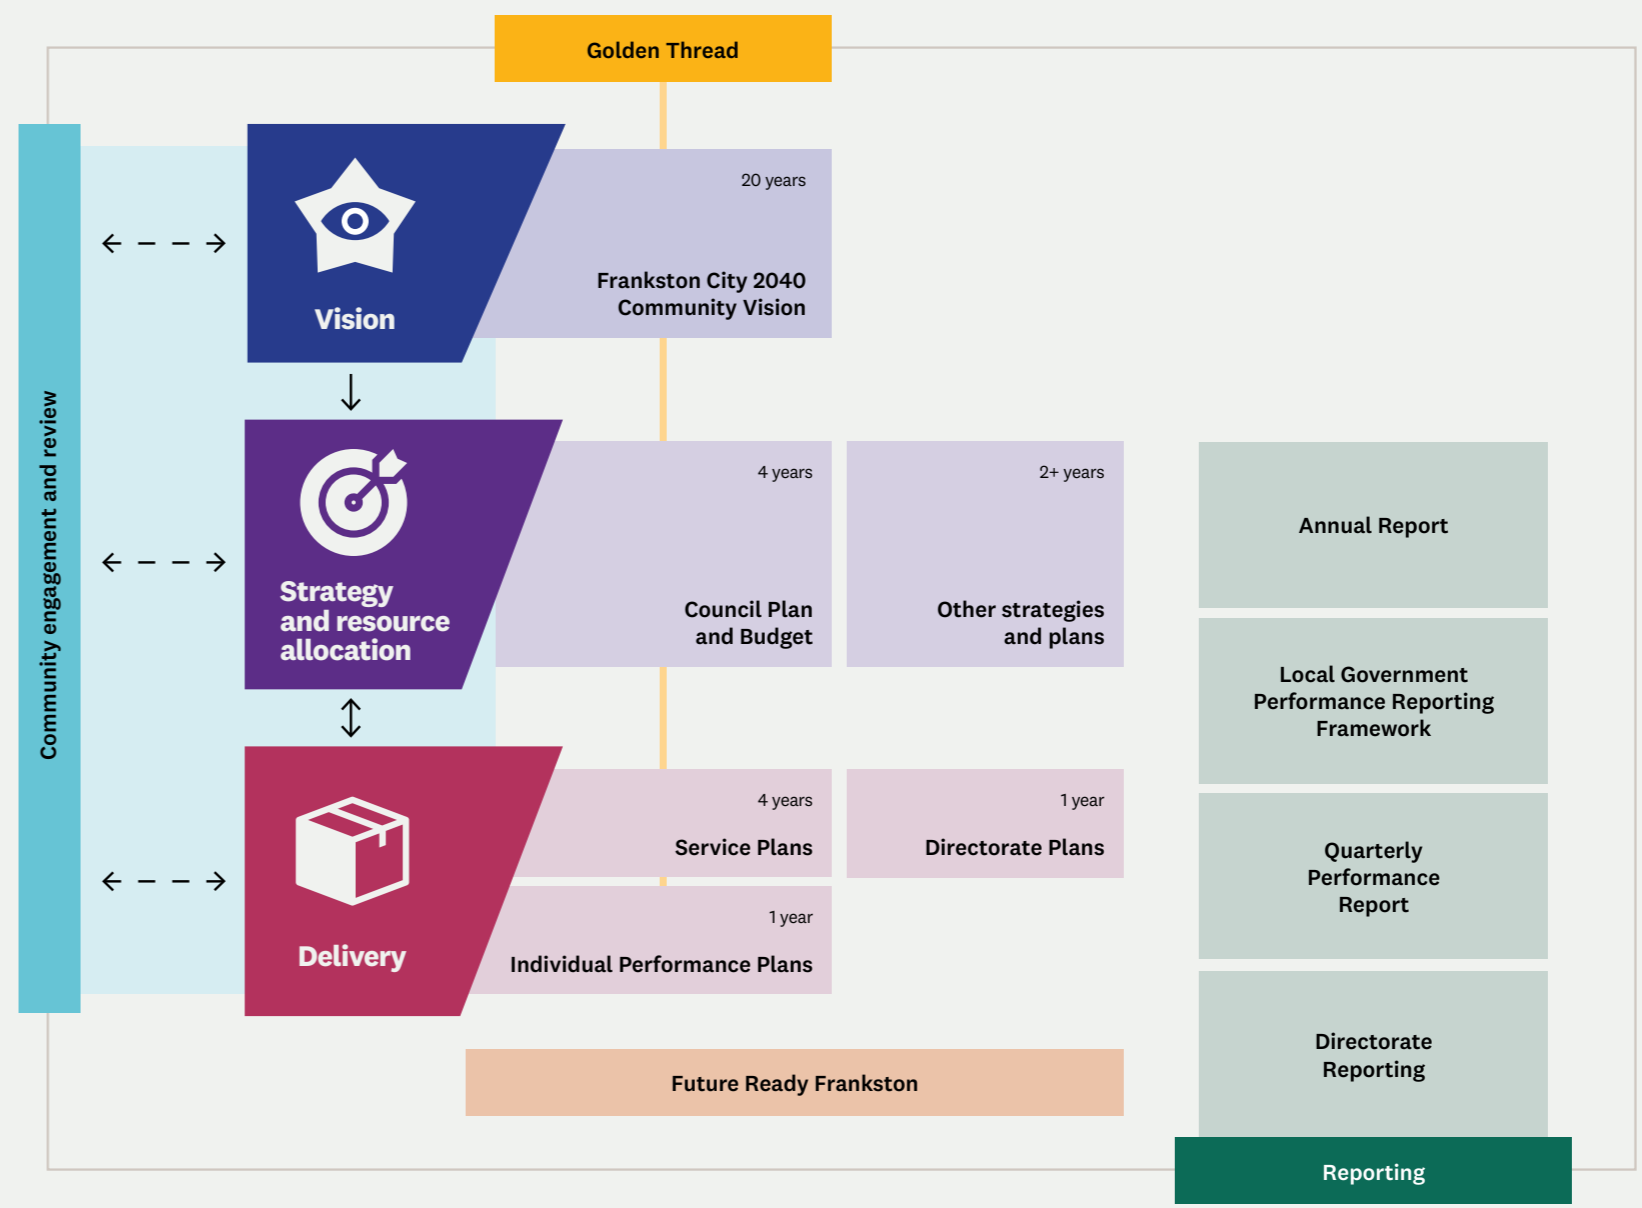 Golden Thread
Community engagement and review
Vision
20 years
Frankston City 2040
Community Vision
Strategy
and resource
allocation
4 years
Council Plan
and Budget
2+ years
Other strategies
and plans
Delivery
4 years
Service Plans
1 year
Directorate Plans
1 year
Individual Performance Plans
Future Ready Frankston
Annual Report
Local Government
Performance Reporting
Framework
Quarterly
Performance
Report
Directorate
Reporting
Reporting